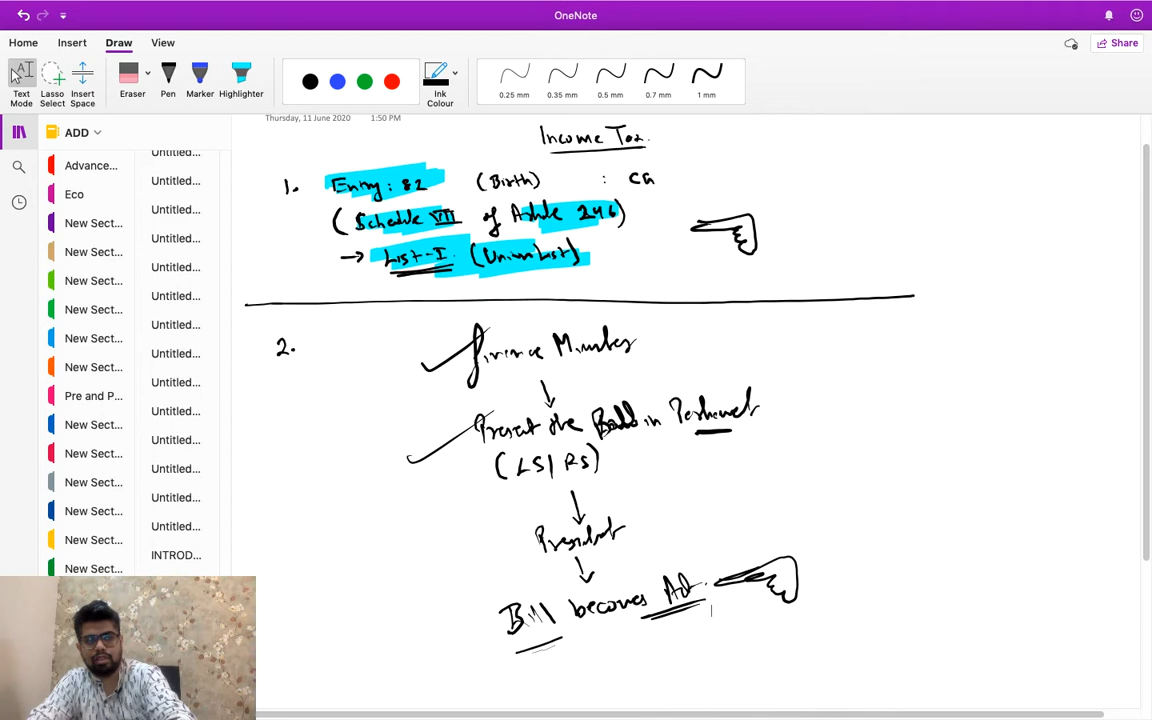 OneNote
Home Insert Draw View
Share
Text Mode
Lasso Select
Insert Space
Eraser
Pen
Marker
Highlighter
Ink Colour
0.25 mm
0.35 mm
0.5 mm
0.7 mm
1 mm
ADD
Advance...
Eco
New Sect...
New Sect...
New Sect...
New Sect...
New Sect...
New Sect...
Pre and P...
New Sect...
New Sect...
New Sect...
New Sect...
New Sect...
New Sect...
Untitled...
Untitled...
Untitled...
Untitled...
Untitled...
Untitled...
Untitled...
Untitled...
Untitled...
Untitled...
Untitled...
Untitled...
Untitled...
Untitled...
INTROD...
Thursday, 11 June 2020 1:50 PM
Income Tax.
1. Entry: 82 (Birth) :
(Schedule VII of Article 246)
→ List-I (Union List)
2. Finance Minister
↓
Present the in
(LS/RS)
↓
President
↓
Bill becomes Act.